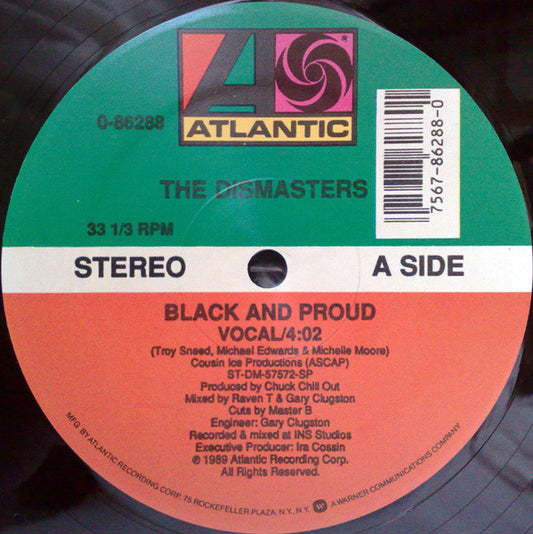 ATLANTIC
0-86288
7567-86288-0
THE DISMASTERS
33 1/3 RPM
STEREO
A SIDE
BLACK AND PROUD
VOCAL/4:02
(Troy Sneed, Michael Edwards & Michelle Moore)
Cousin Ice Productions (ASCAP)
ST-DM-57572-SP
Produced by Chuck Chill Out
Mixed by Raven T & Gary Clugston
Cuts by Master B
Engineer: Gary Clugston
Recorded & mixed at INS Studios
Executive Producer: Ira Cossin
℗ 1989 Atlantic Recording Corp.
All Rights Reserved.
MFG. BY ATLANTIC RECORDING CORP., 75 ROCKEFELLER PLAZA, N.Y., N.Y. A WARNER COMMUNICATIONS COMPANY